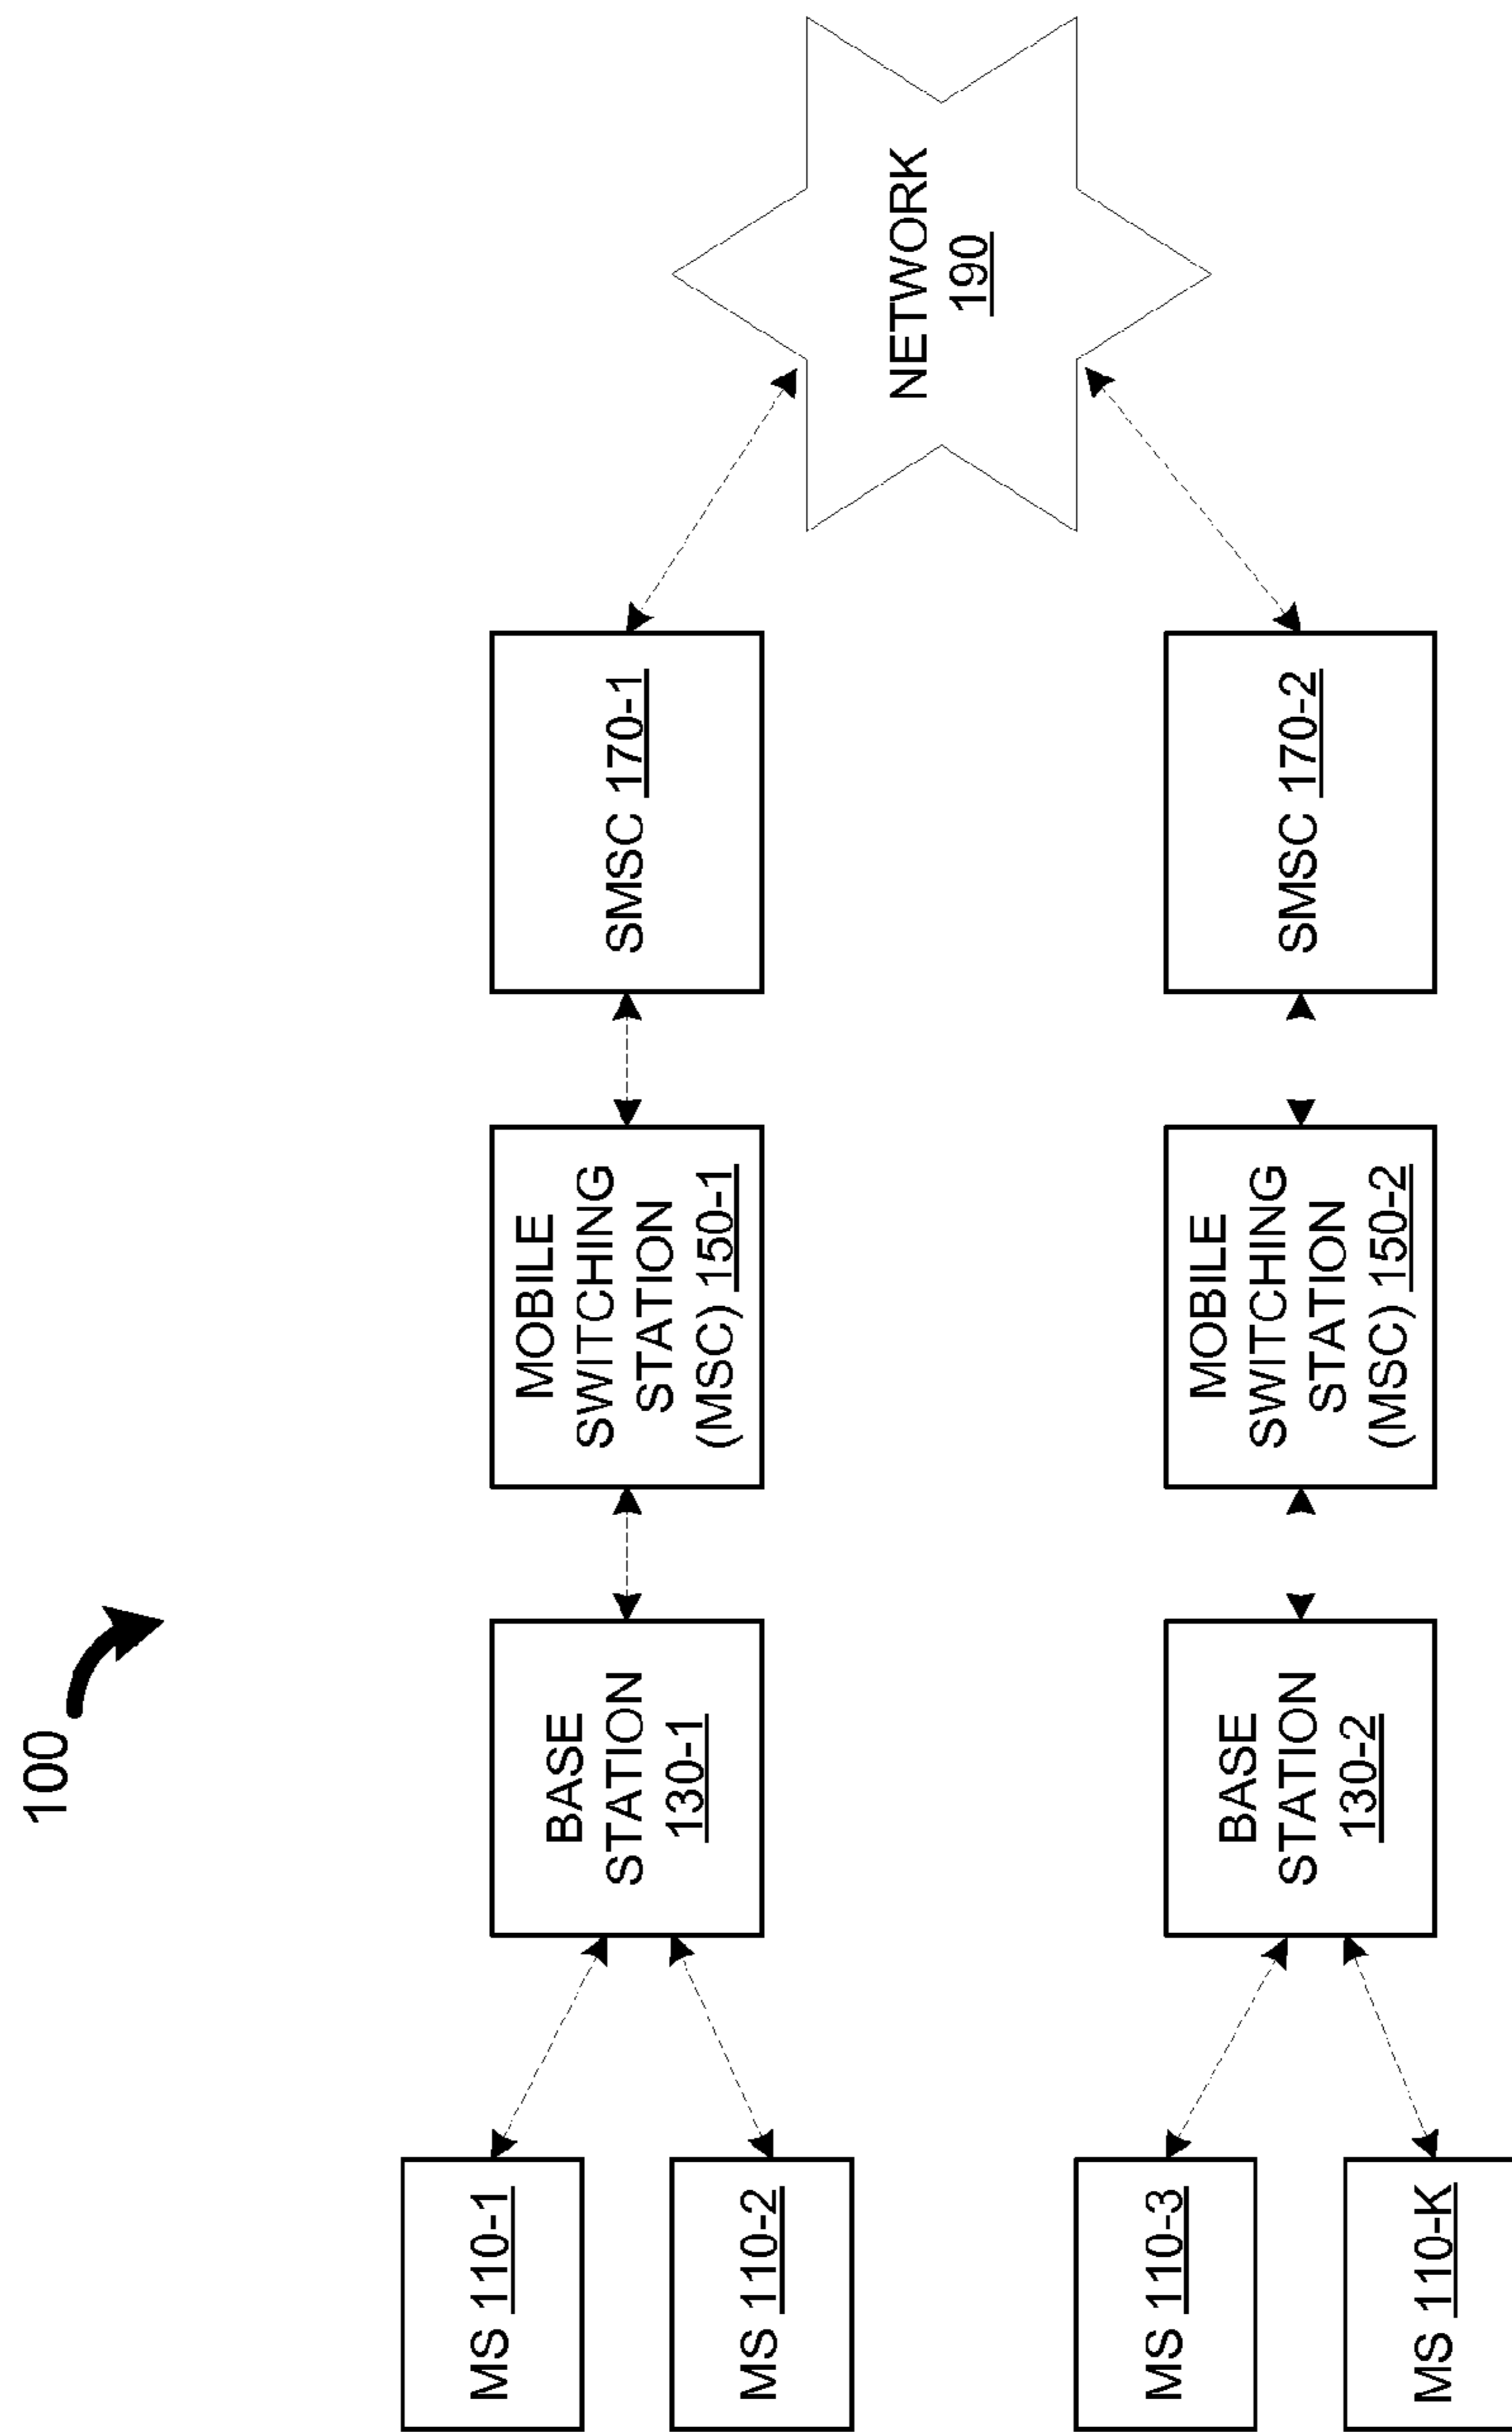 100
MS 110-1
BASE
STATION
130-1
MOBILE
SWITCHING
STATION
(MSC) 150-1
SMSC 170-1
MS 110-2
NETWORK
190
MS 110-3
BASE
STATION
130-2
MOBILE
SWITCHING
STATION
(MSC) 150-2
SMSC 170-2
MS 110-K